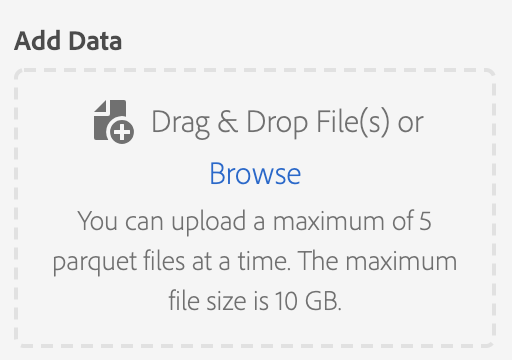 Add Data
Drag & Drop File(s) or
Browse
You can upload a maximum of 5
parquet files at a time. The maximum
file size is 10 GB.